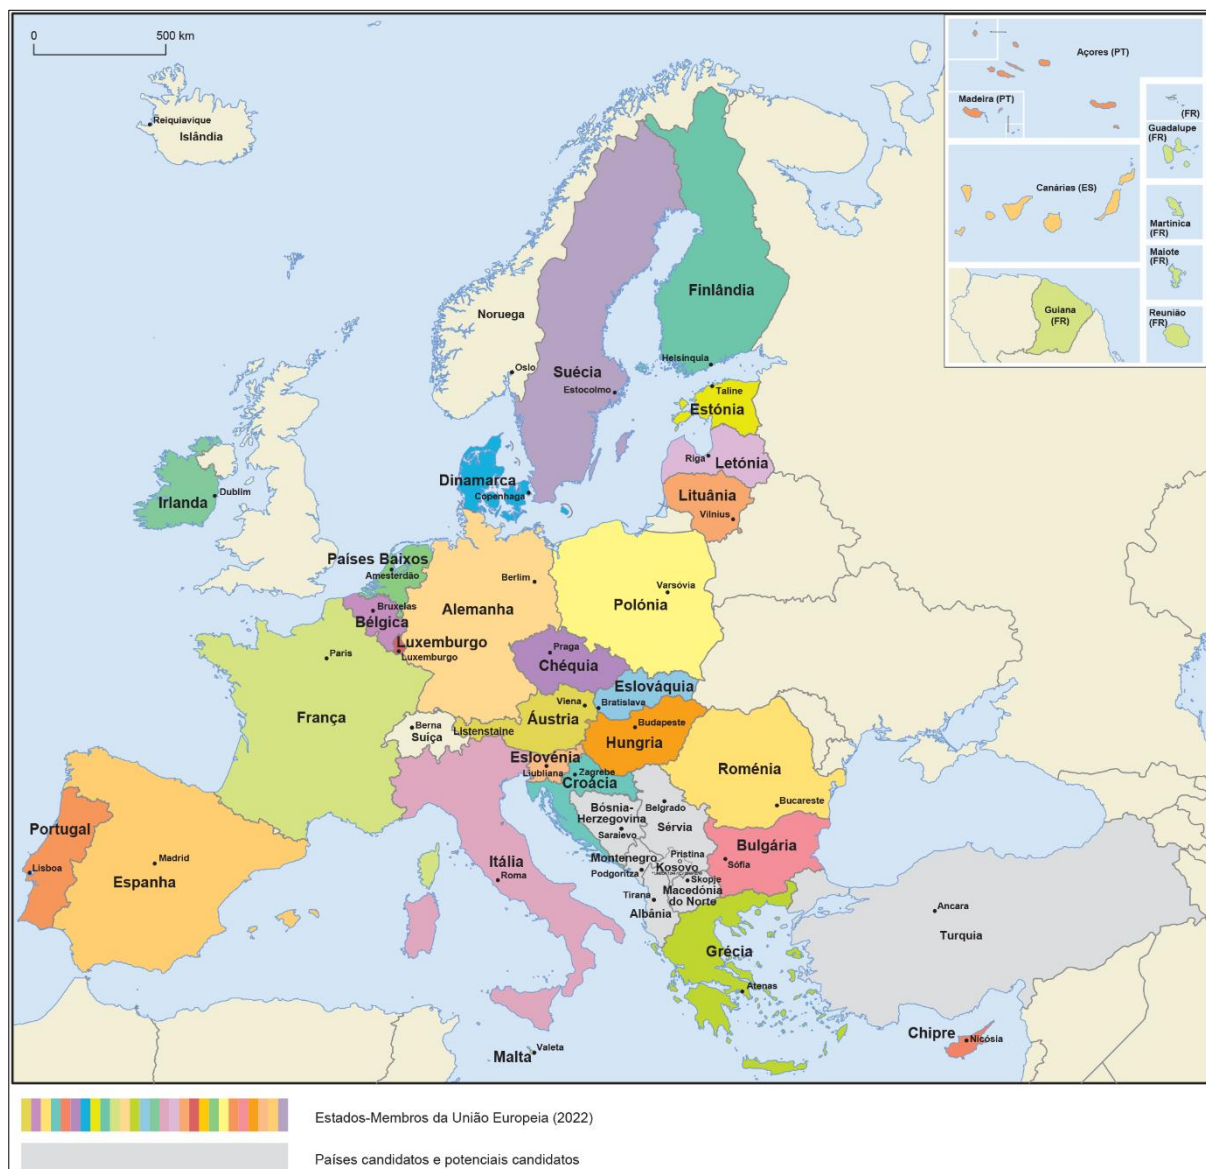 0
500 km
Açores (PT)
Madeira (PT)
(FR)
Guadalupe
(FR)
Canárias (ES)
Martinica
(FR)
Maiote
(FR)
Guiana
(FR)
Reunião
(FR)
Reiquiavique
Islândia
Noruega
Oslo
Suécia
Estocolmo
Finlândia
Helsínquia
Taline
Estónia
Riga
Letónia
Lituânia
Vilnius
Dinamarca
Copenhaga
Irlanda
Dublim
Países Baixos
Amesterdão
Berlim
Alemanha
Varsóvia
Polónia
Bruxelas
Bélgica
Luxemburgo
Luxemburgo
Paris
França
Praga
Chéquia
Eslováquia
Bratislava
Viena
Áustria
Listenstaine
Berna
Suíça
Budapeste
Hungria
Eslovénia
Liubliana
Zagrebe
Croácia
Roménia
Bucareste
Bósnia-
Herzegovina
Saraievo
Belgrado
Sérvia
Montenegro
Podgoritza
Pristina
Kosovo
Skopje
Macedónia
do Norte
Tirana
Albânia
Bulgária
Sófia
Portugal
Lisboa
Madrid
Espanha
Itália
Roma
Grécia
Atenas
Ancara
Turquia
Chipre
Nicósia
Malta
Valeta
Estados-Membros da União Europeia (2022)
Países candidatos e potenciais candidatos